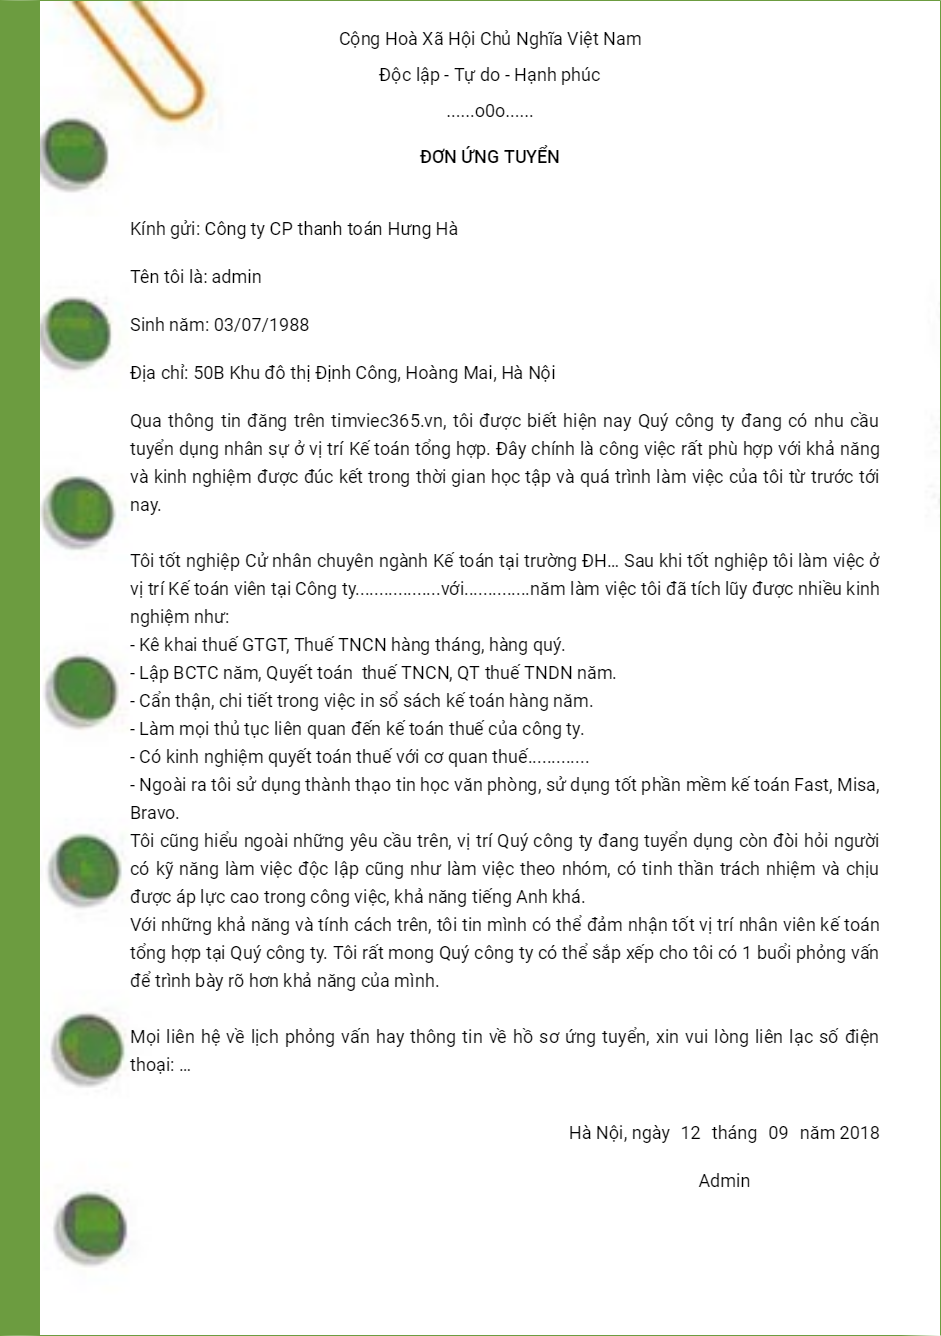 Cộng Hoà Xã Hội Chủ Nghĩa Việt Nam
Độc lập - Tự do - Hạnh phúc
......o0o......
ĐƠN ỨNG TUYỂN
Kính gửi: Công ty CP thanh toán Hưng Hà
Tên tôi là: admin
Sinh năm: 03/07/1988
Địa chỉ: 50B Khu đô thị Định Công, Hoàng Mai, Hà Nội
Qua thông tin đăng trên timviec365.vn, tôi được biết hiện nay Quý công ty đang có nhu cầu
tuyển dụng nhân sự ở vị trí Kế toán tổng hợp. Đây chính là công việc rất phù hợp với khả năng
và kinh nghiệm được đúc kết trong thời gian học tập và quá trình làm việc của tôi từ trước tới
nay.
Tôi tốt nghiệp Cử nhân chuyên ngành Kế toán tại trường ĐH... Sau khi tốt nghiệp tôi làm việc ở
vị trí Kế toán viên tại Công ty..................với..............năm làm việc tôi đã tích lũy được nhiều kinh
nghiệm như:
- Kê khai thuế GTGT, Thuế TNCN hàng tháng, hàng quý.
- Lập BCTC năm, Quyết toán  thuế TNCN, QT thuế TNDN năm.
- Cẩn thận, chi tiết trong việc in sổ sách kế toán hàng năm.
- Làm mọi thủ tục liên quan đến kế toán thuế của công ty.
- Có kinh nghiệm quyết toán thuế với cơ quan thuế.............
- Ngoài ra tôi sử dụng thành thạo tin học văn phòng, sử dụng tốt phần mềm kế toán Fast, Misa,
Bravo.
Tôi cũng hiểu ngoài những yêu cầu trên, vị trí Quý công ty đang tuyển dụng còn đòi hỏi người
có kỹ năng làm việc độc lập cũng như làm việc theo nhóm, có tinh thần trách nhiệm và chịu
được áp lực cao trong công việc, khả năng tiếng Anh khá.
Với những khả năng và tính cách trên, tôi tin mình có thể đảm nhận tốt vị trí nhân viên kế toán
tổng hợp tại Quý công ty. Tôi rất mong Quý công ty có thể sắp xếp cho tôi có 1 buổi phỏng vấn
để trình bày rõ hơn khả năng của mình.
Mọi liên hệ về lịch phỏng vấn hay thông tin về hồ sơ ứng tuyển, xin vui lòng liên lạc số điện
thoại: ...
Hà Nội, ngày  12  tháng  09  năm 2018
Admin